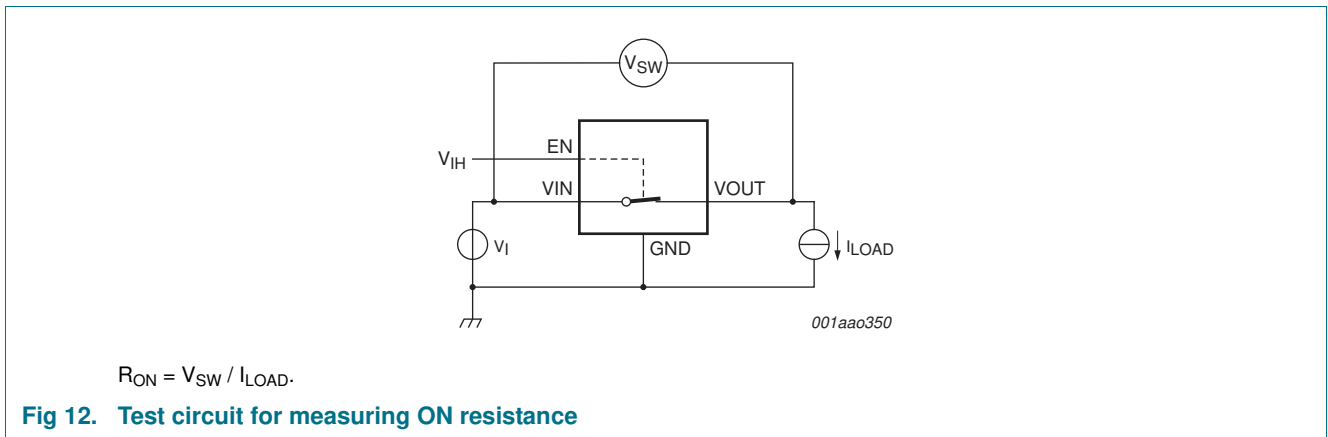 VSW
EN
VIH
VIN
VOUT
VI
GND
ILOAD
001aao350
RON = VSW / ILOAD.
Fig 12. Test circuit for measuring ON resistance